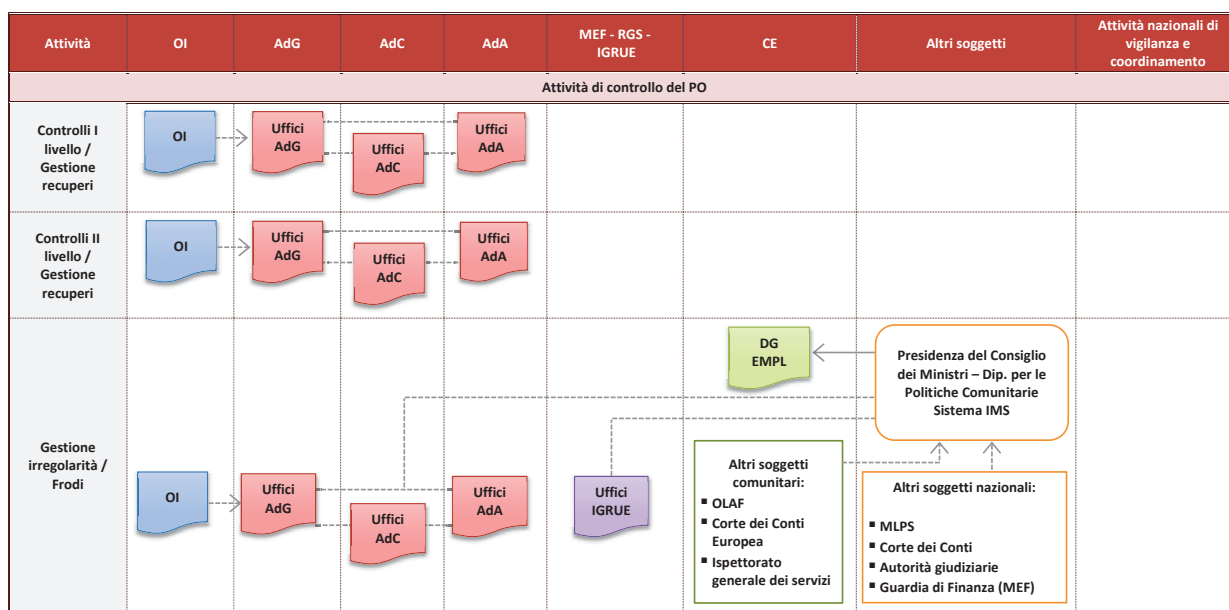 Attività
OI
AdG
AdC
AdA
MEF - RGS -
IGRUE
CE
Altri soggetti
Attività nazionali di
vigilanza e
coordinamento
Attività di controllo del PO
Controlli I
livello /
Gestione
recuperi
OI
Uffici
AdG
Uffici
AdC
Uffici
AdA
Controlli II
livello /
Gestione
recuperi
OI
Uffici
AdG
Uffici
AdC
Uffici
AdA
Gestione
irregolarità /
Frodi
OI
Uffici
AdG
Uffici
AdC
Uffici
AdA
Uffici
IGRUE
DG
EMPL
Presidenza del Consiglio
dei Ministri – Dip. per le
Politiche Comunitarie
Sistema IMS
Altri soggetti
comunitari:
▪ OLAF
▪ Corte dei Conti
Europea
▪ Ispettorato
generale dei servizi
Altri soggetti nazionali:
▪ MLPS
▪ Corte dei Conti
▪ Autorità giudiziarie
▪ Guardia di Finanza (MEF)